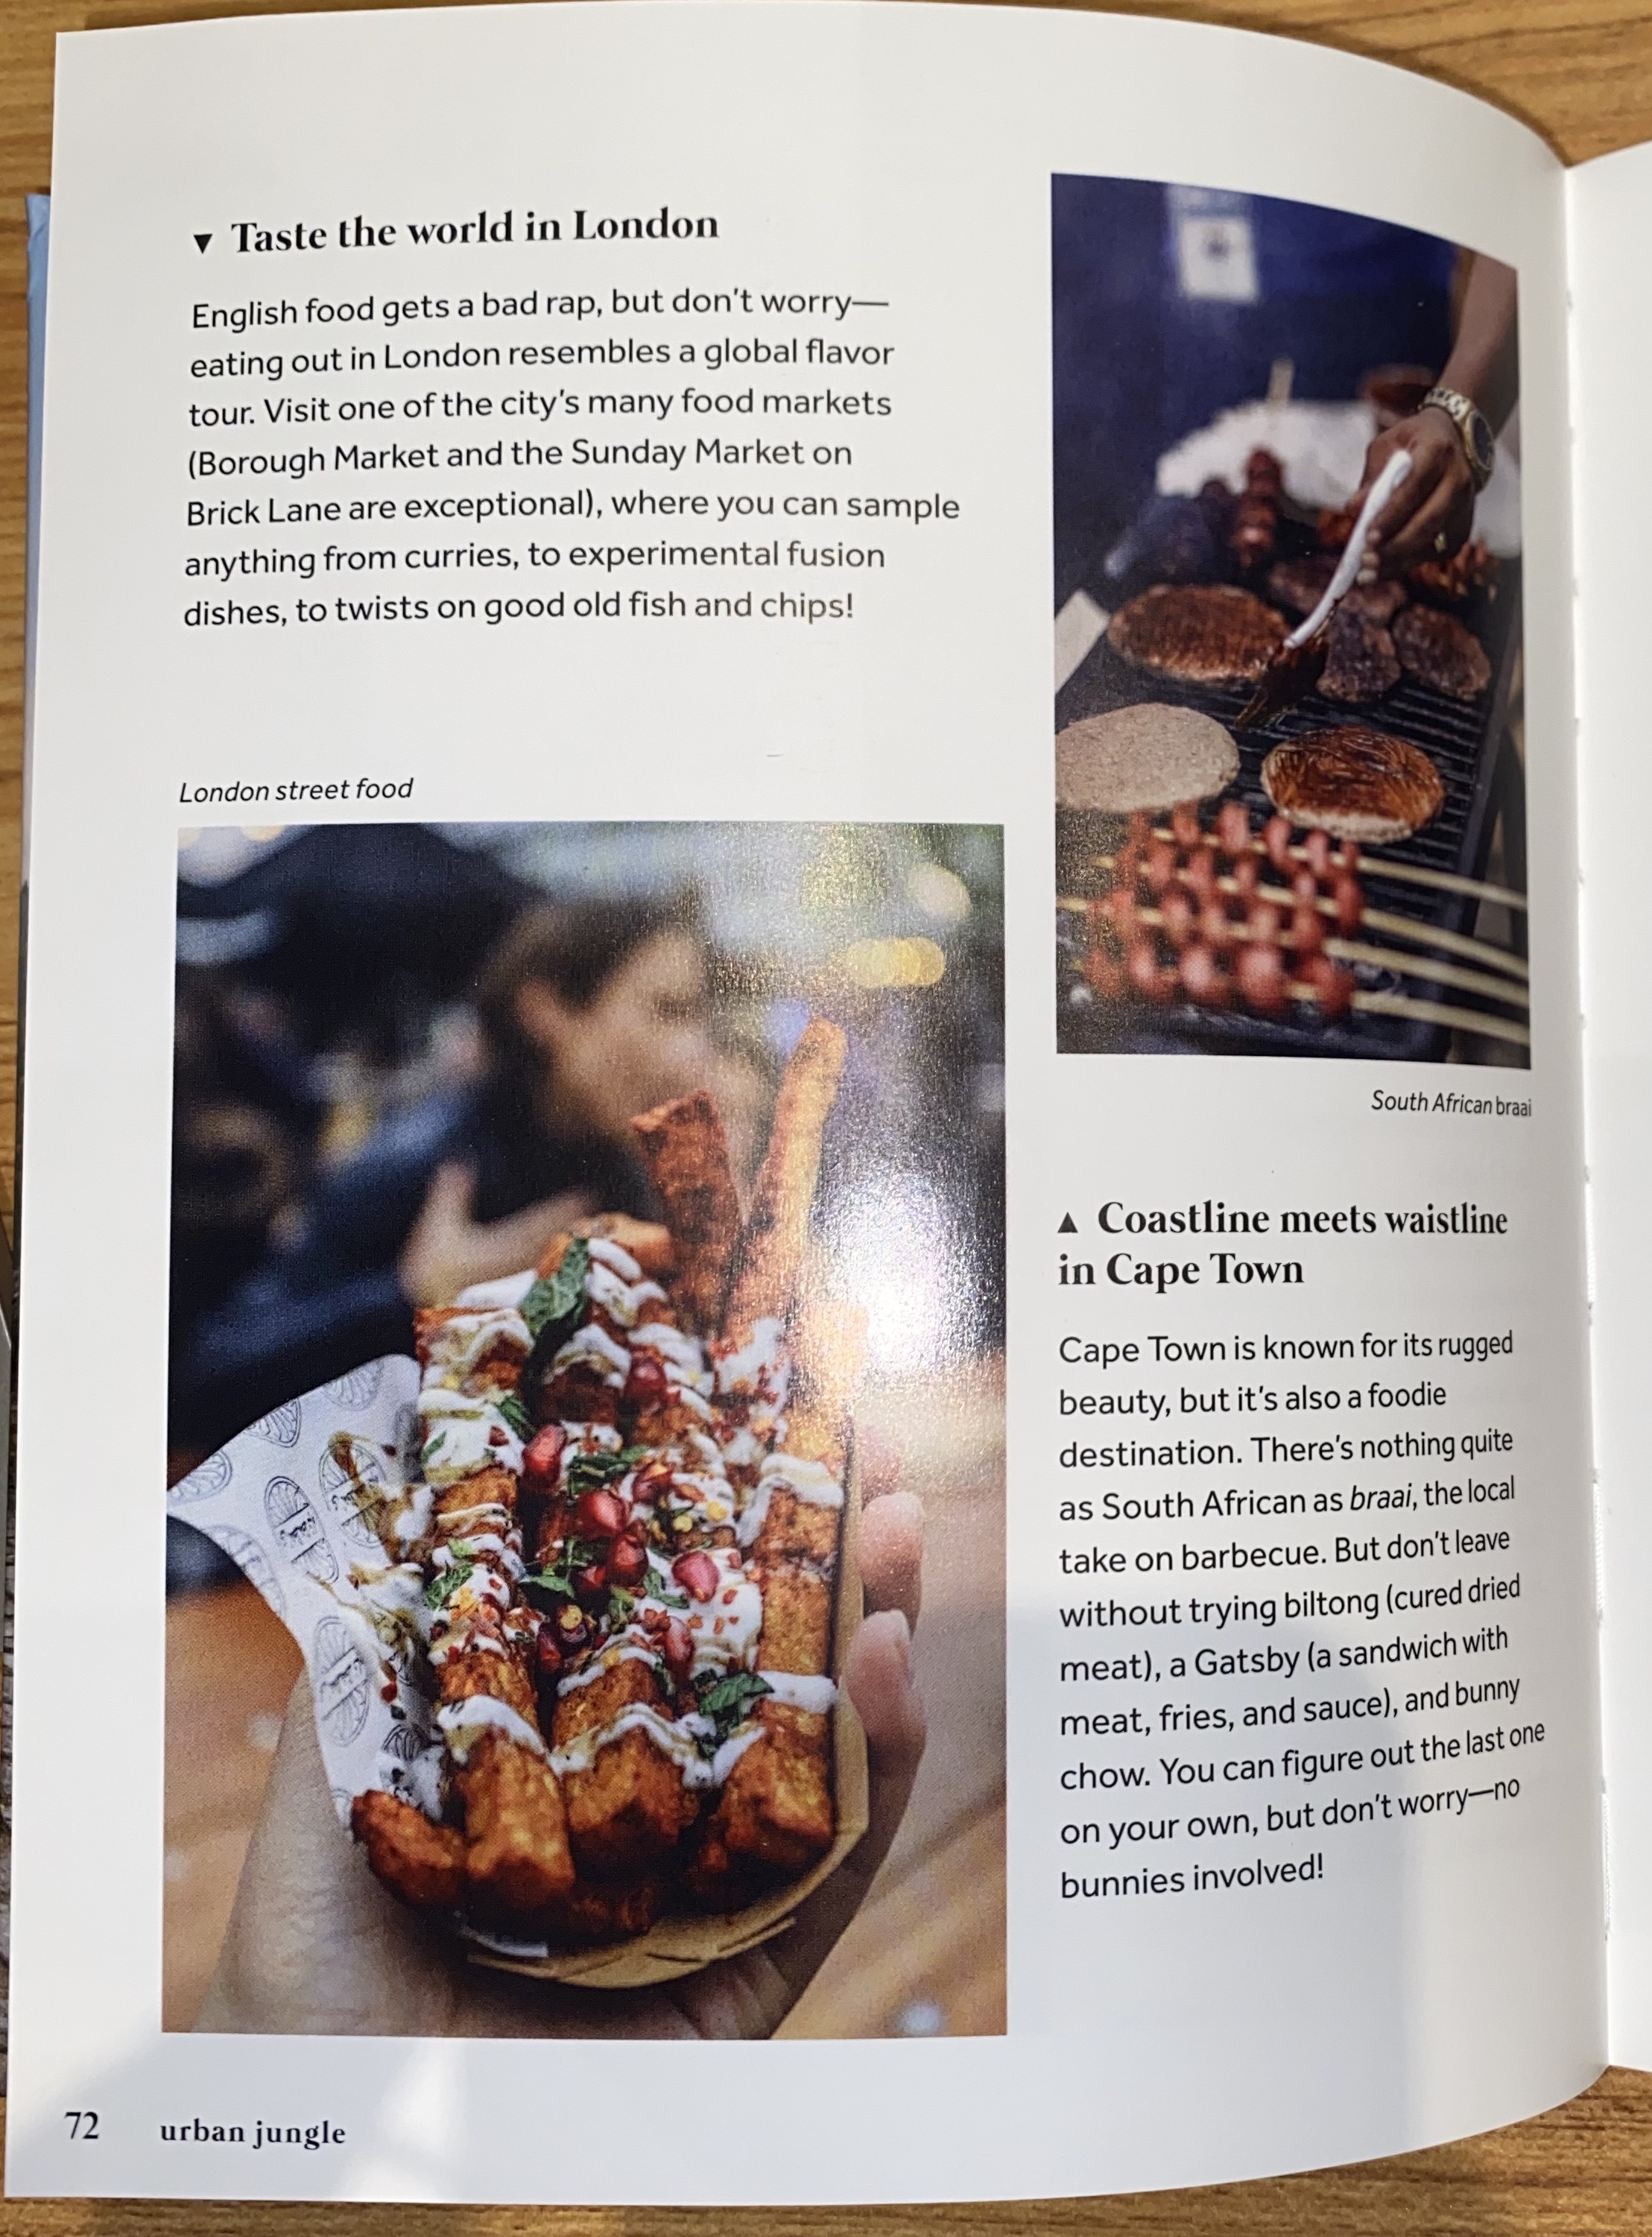 ▼ Taste the world in London
English food gets a bad rap, but don't worry—
eating out in London resembles a global flavor
tour. Visit one of the city's many food markets
(Borough Market and the Sunday Market on
Brick Lane are exceptional), where you can sample
anything from curries, to experimental fusion
dishes, to twists on good old fish and chips!
London street food
South African braai
▲ Coastline meets waistline
in Cape Town
Cape Town is known for its rugged
beauty, but it's also a foodie
destination. There's nothing quite
as South African as braai, the local
take on barbecue. But don't leave
without trying biltong (cured dried
meat), a Gatsby (a sandwich with
meat, fries, and sauce), and bunny
chow. You can figure out the last one
on your own, but don't worry—no
bunnies involved!
72 urban jungle